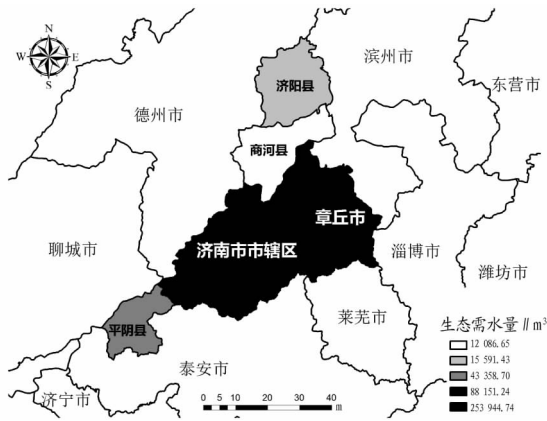 N
W E
S
滨州市
东营市
济阳县
德州市
商河县
章丘市
聊城市
济南市市辖区
淄博市
潍坊市
莱芜市
平阴县
生态需水量∥m³
12 086.65
15 591.43
43 358.70
88 151.24
253 944.74
泰安市
济宁市
0 5 10 20 30 40
m